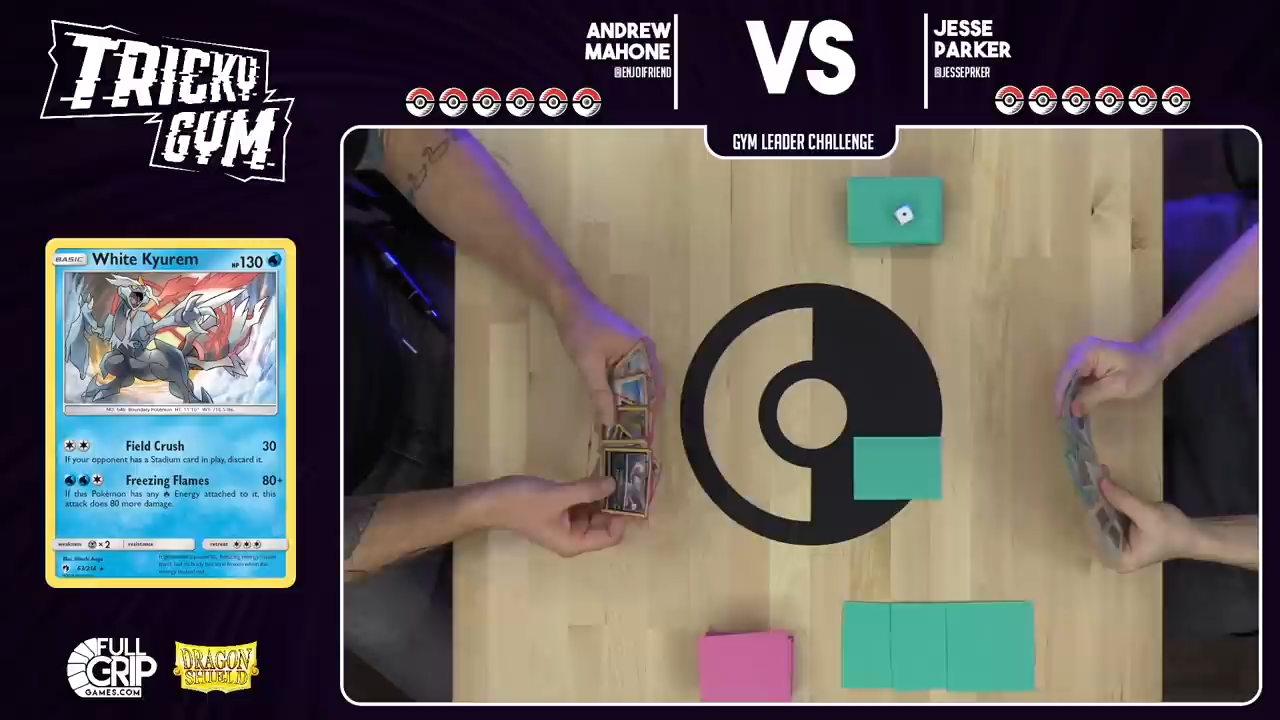 TRICKY
GYM
ANDREW
MAHONE
@ENJOIFRIEND
VS
JESSE
PARKER
@JESSEPRKER
GYM LEADER CHALLENGE
BASIC White Kyurem HP130
Field Crush 30
If your opponent has a Stadium card in play, discard it.
Freezing Flames 80+
If this Pokémon has any Energy attached to it, this
attack does 80 more damage.
weakness ×2 resistance retreat
63/214
FULL
GRIP
GAMES.COM
DRAGON
SHIELD